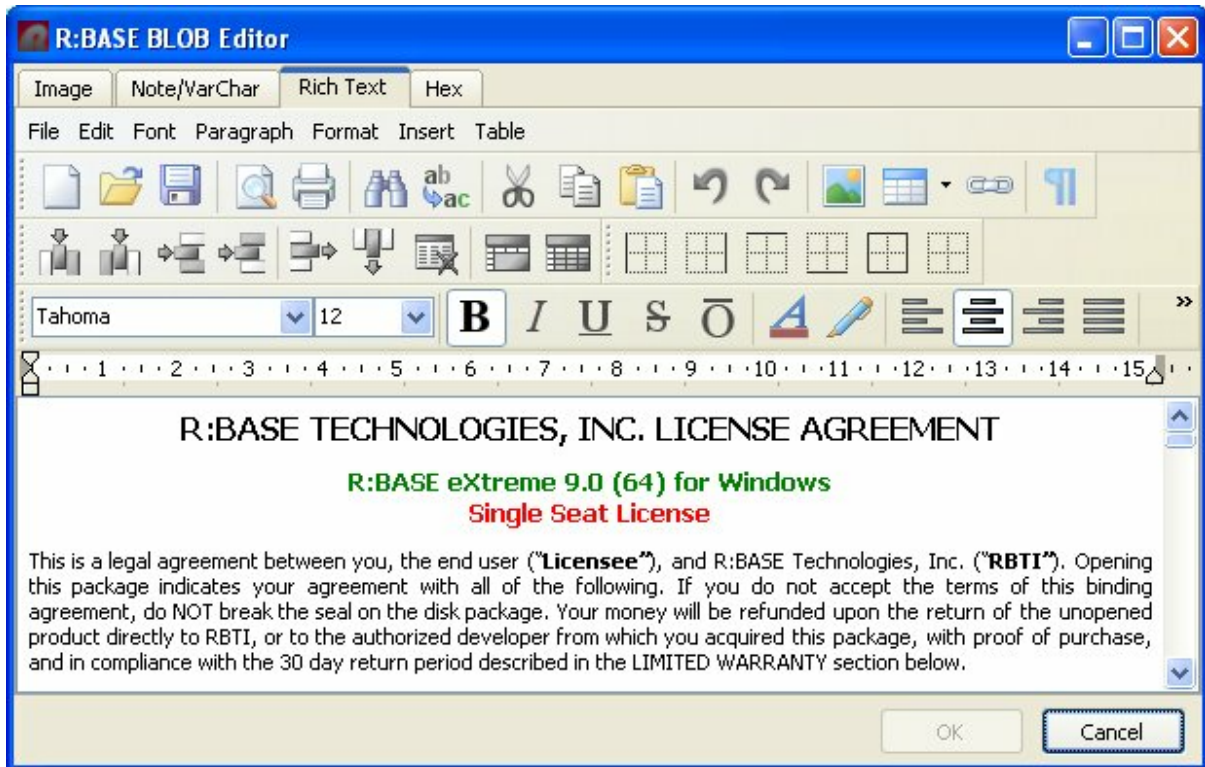 R:BASE BLOB Editor
Image Note/VarChar Rich Text Hex
File Edit Font Paragraph Format Insert Table
ab
ac
Tahoma 12 B I U S O A »
1 2 3 4 5 6 7 8 9 10 11 12 13 14 15
R:BASE TECHNOLOGIES, INC. LICENSE AGREEMENT
R:BASE eXtreme 9.0 (64) for Windows
Single Seat License
This is a legal agreement between you, the end user (“Licensee”), and R:BASE Technologies, Inc. (“RBTI”). Opening
this package indicates your agreement with all of the following. If you do not accept the terms of this binding
agreement, do NOT break the seal on the disk package. Your money will be refunded upon the return of the unopened
product directly to RBTI, or to the authorized developer from which you acquired this package, with proof of purchase,
and in compliance with the 30 day return period described in the LIMITED WARRANTY section below.
OK Cancel